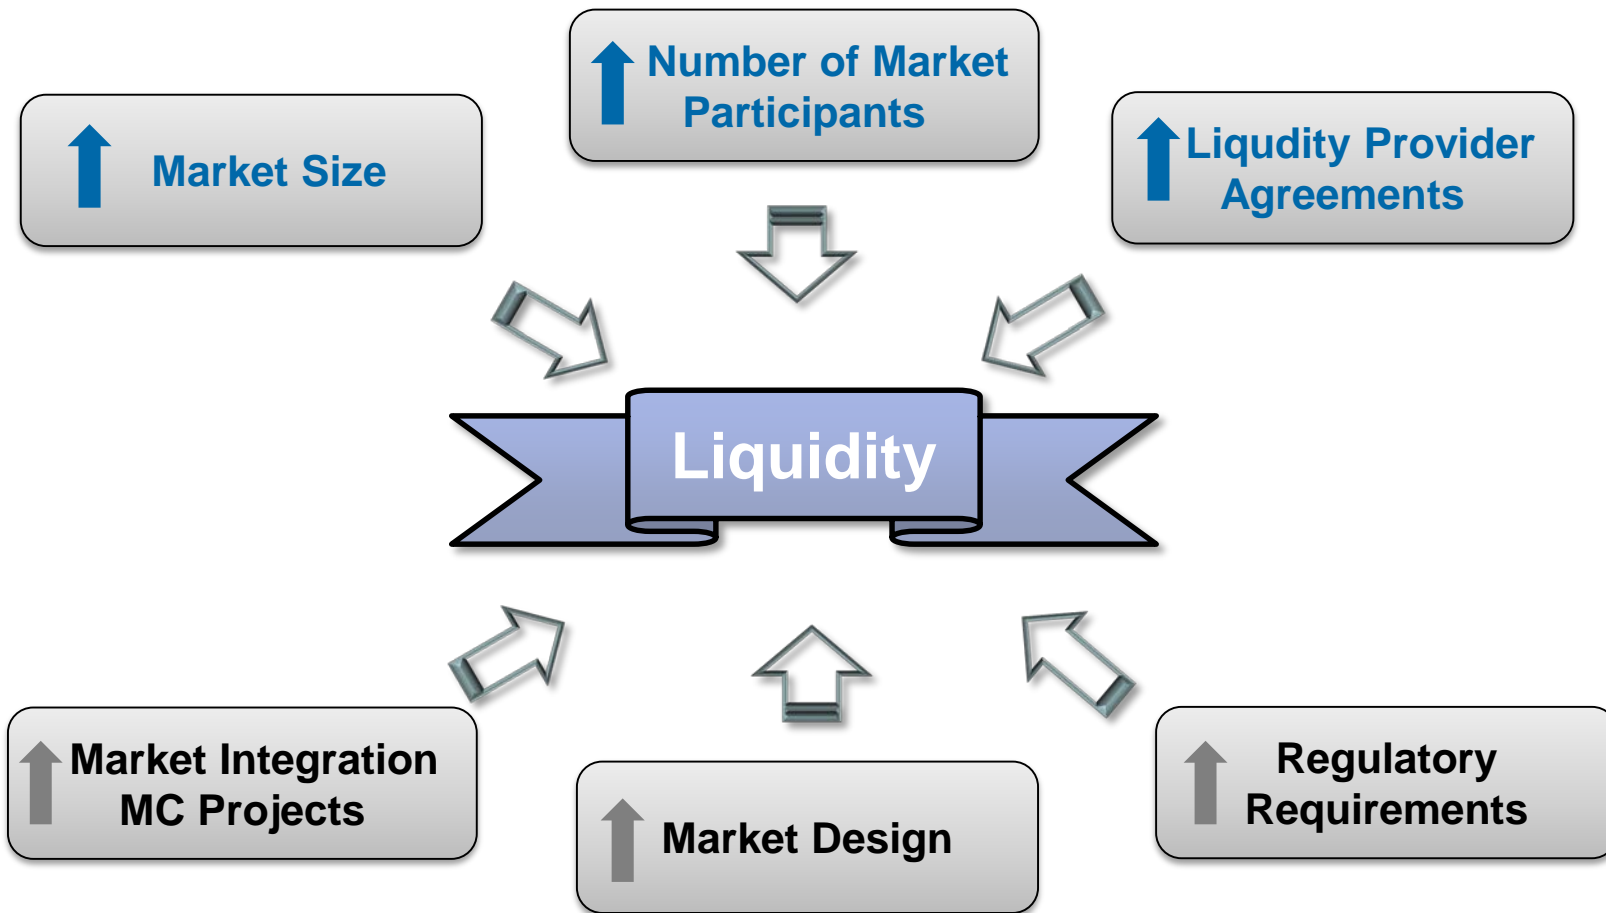 Number of Market
Participants
Market Size
Liqudity Provider
Agreements
Liquidity
Market Integration
MC Projects
Market Design
Regulatory
Requirements